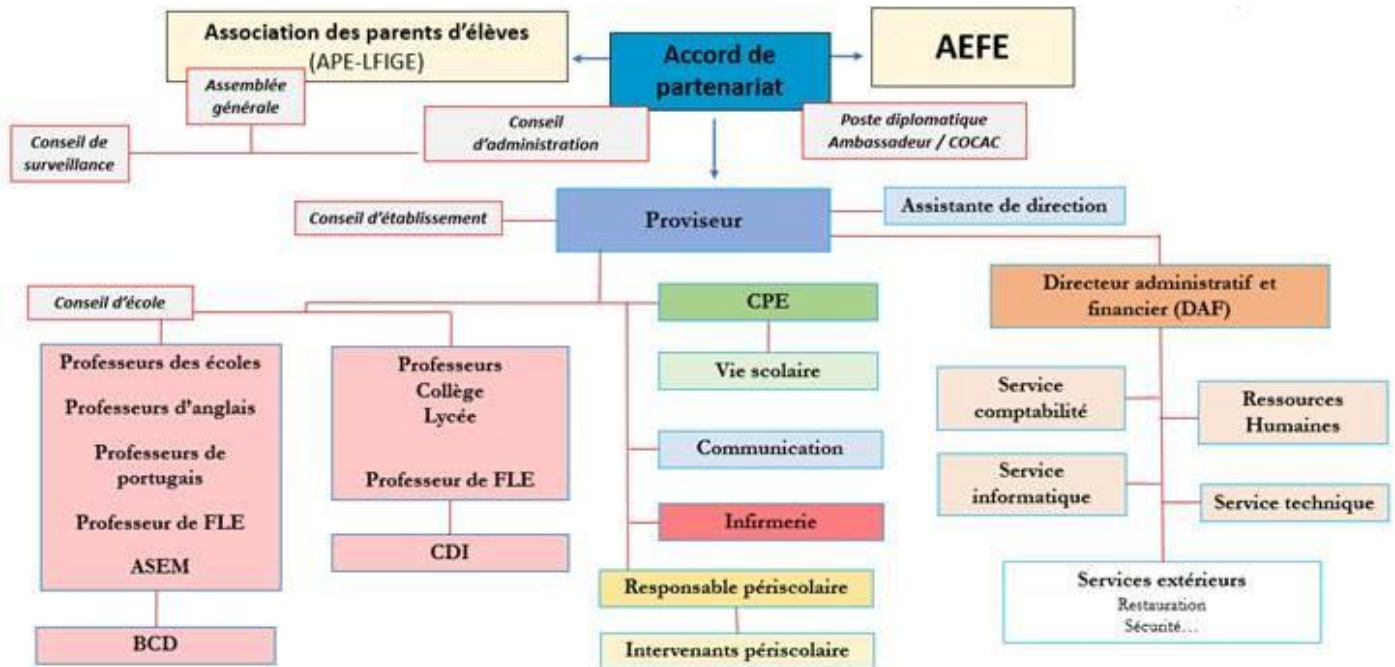 Association des parents d'élèves
(APE-LFIGE)
Accord de
partenariat
AEFE
Assemblée
générale
Conseil de
surveillance
Conseil
d'administration
Poste diplomatique
Ambassadeur / COCAC
Conseil d'établissement
Proviseur
Assistante de direction
Conseil d'école
CPE
Directeur administratif et
financier (DAF)
Professeurs des écoles
Professeurs d'anglais
Professeurs de
portugais
Professeur de FLE
ASEM
BCD
Professeurs
Collège
Lycée
Professeur de FLE
CDI
Vie scolaire
Communication
Infirmerie
Responsable périscolaire
Intervenants périscolaire
Service
comptabilité
Ressources
Humaines
Service
informatique
Service technique
Services extérieurs
Restauration
Sécurité…